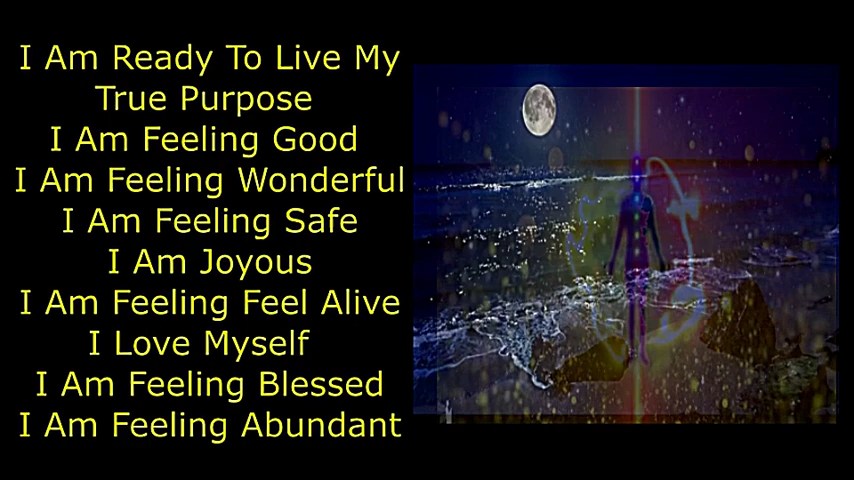 I Am Ready To Live My
True Purpose
I Am Feeling Good
I Am Feeling Wonderful
I Am Feeling Safe
I Am Joyous
I Am Feeling Feel Alive
I Love Myself
I Am Feeling Blessed
I Am Feeling Abundant